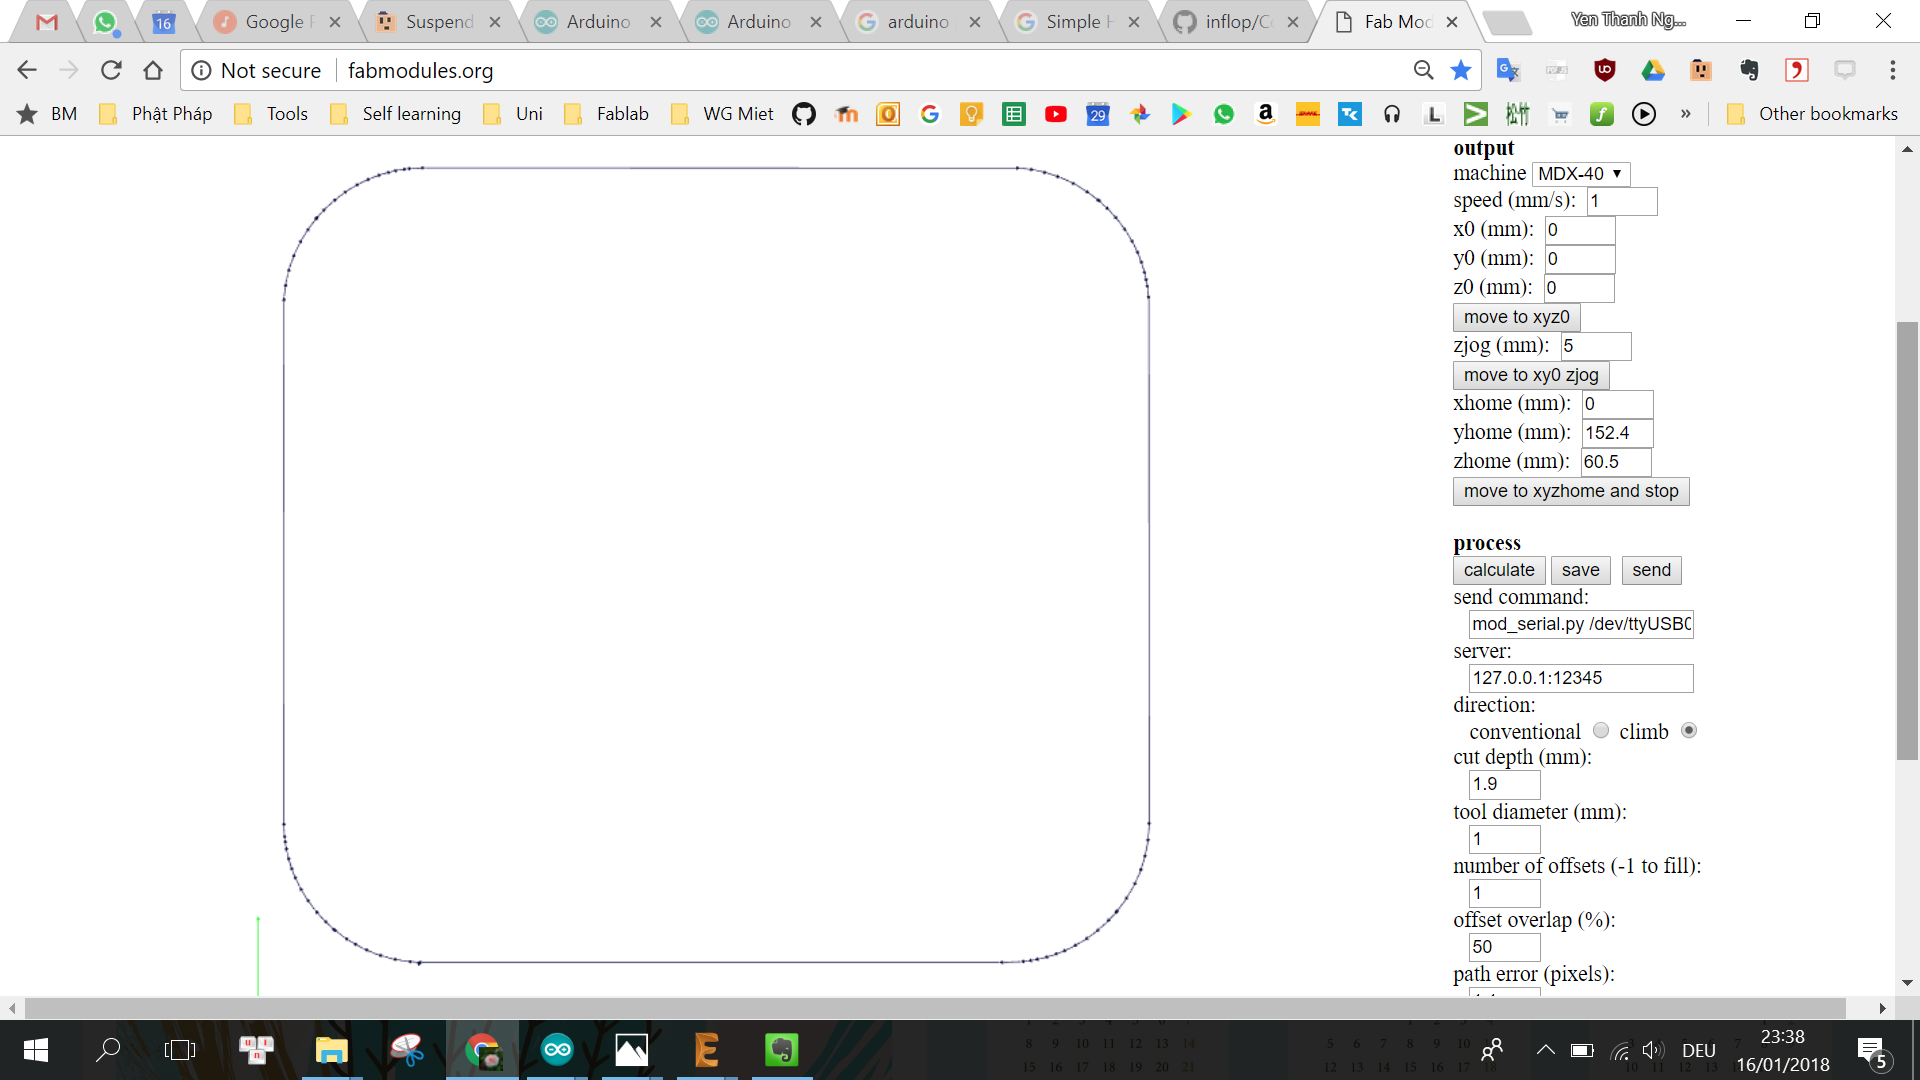 Google F
Suspend
Arduino
Arduino
arduino
Simple H
inflop/Co
Fab Mod
Yen Thanh Ng...
16
Not secure
fabmodules.org
BM
Phật Pháp
Tools
Self learning
Uni
Fablab
WG Miet
29
Other bookmarks
output
machine MDX-40
speed (mm/s): 1
x0 (mm): 0
y0 (mm): 0
z0 (mm): 0
move to xyz0
zjog (mm): 5
move to xy0 zjog
xhome (mm): 0
yhome (mm): 152.4
zhome (mm): 60.5
move to xyzhome and stop
process
calculate save send
send command:
mod_serial.py /dev/ttyUSB0
server:
127.0.0.1:12345
direction:
conventional climb
cut depth (mm):
1.9
tool diameter (mm):
1
number of offsets (-1 to fill):
1
offset overlap (%):
50
path error (pixels):
DEU
23:38
16/01/2018
5